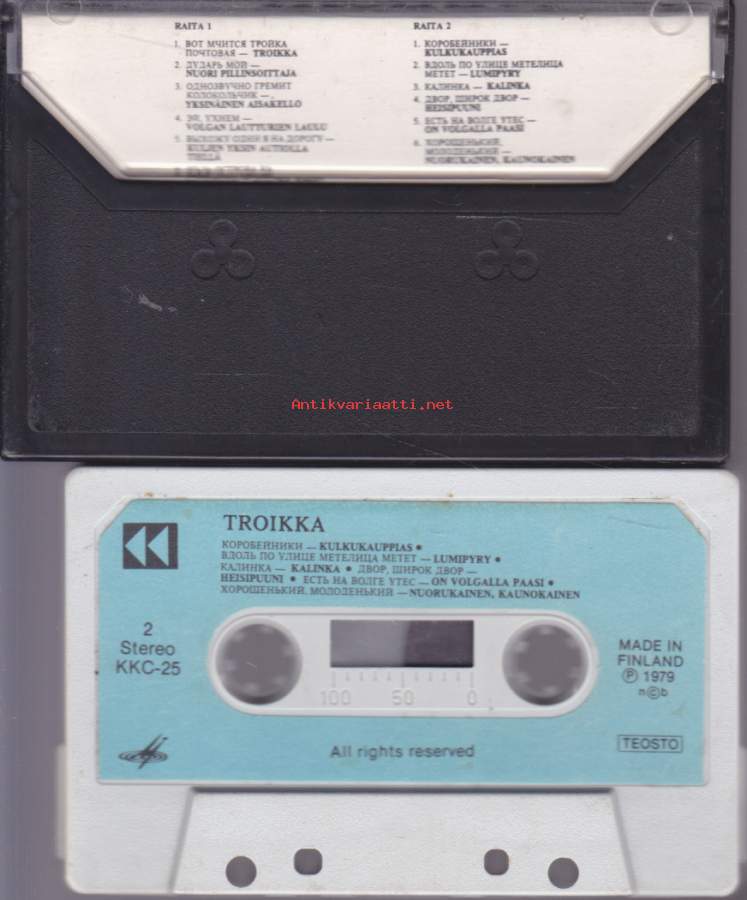 RAITA 1
1. ВОТ МЧИТСЯ ТРОЙКА
ПОЧТОВАЯ — TROIKKA
2. ДУДАРЬ МОЙ —
NUORI PILLINSOITTAJA
3. ОДНОЗВУЧНО ГРЕМИТ
КОЛОКОЛЬЧИК —
YKSINÄINEN AISAKELLO
4. ЭЙ, УХНЕМ —
VOLGAN LAUTTURIEN LAULU
5. ВЫХОЖУ ОДИН Я НА ДОРОГУ —
KULJEN YKSIN AUTIOLLA
TIELLÄ
RAITA 2
1. КОРОБЕЙНИКИ —
KULKUKAUPPIAS
2. ВДОЛЬ ПО УЛИЦЕ МЕТЕЛИЦА
МЕТЕТ — LUMIPYRY
3. КАЛИНКА — KALINKA
4. ДВОР, ШИРОК ДВОР —
HEISIPUUNI
5. ЕСТЬ НА ВОЛГЕ УТЕС —
ON VOLGALLA PAASI
6. ХОРОШЕНЬКИЙ,
МОЛОДЕНЬКИЙ —
NUORUKAINEN, KAUNOKAINEN
Antikvariaatti.net
TROIKKA
КОРОБЕЙНИКИ — KULKUKAUPPIAS •
ВДОЛЬ ПО УЛИЦЕ МЕТЕЛИЦА МЕТЕТ — LUMIPYRY •
КАЛИНКА — KALINKA • ДВОР, ШИРОК ДВОР —
HEISIPUUNI • ЕСТЬ НА ВОЛГЕ УТЕС — ON VOLGALLA PAASI •
ХОРОШЕНЬКИЙ, МОЛОДЕНЬКИЙ — NUORUKAINEN, KAUNOKAINEN
2
Stereo
KKC-25
100 50 0
MADE IN
FINLAND
Ⓟ 1979
n©b
All rights reserved
TEOSTO